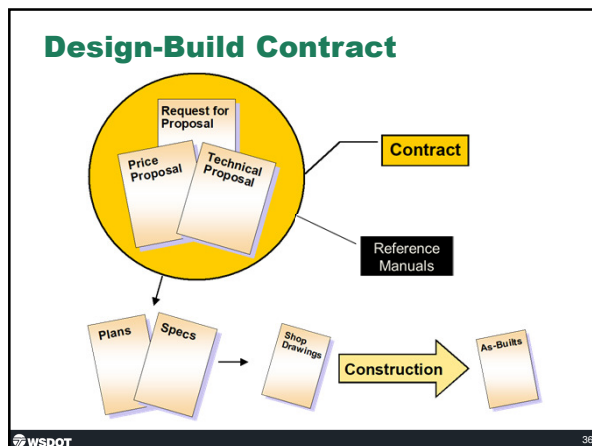 Design-Build Contract
Request for
Proposal
Price
Proposal
Technical
Proposal
Contract
Reference
Manuals
Plans
Specs
Shop
Drawings
Construction
As-Builts
WSDOT
36